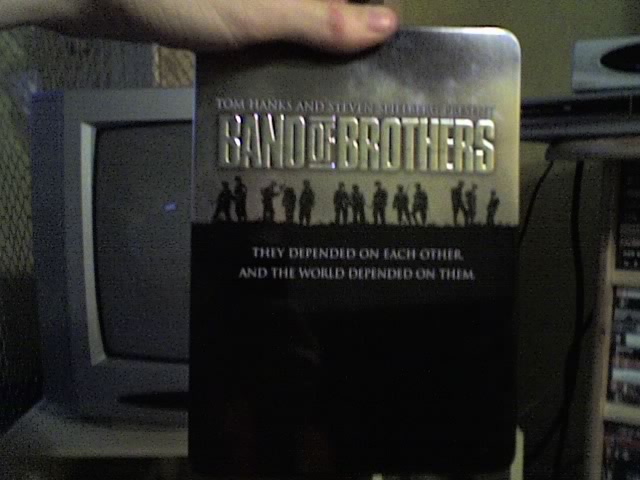 TOM HANKS AND STEVEN SPIELBERG PRESENT
BAND OF BROTHERS
THEY DEPENDED ON EACH OTHER.
AND THE WORLD DEPENDED ON THEM.